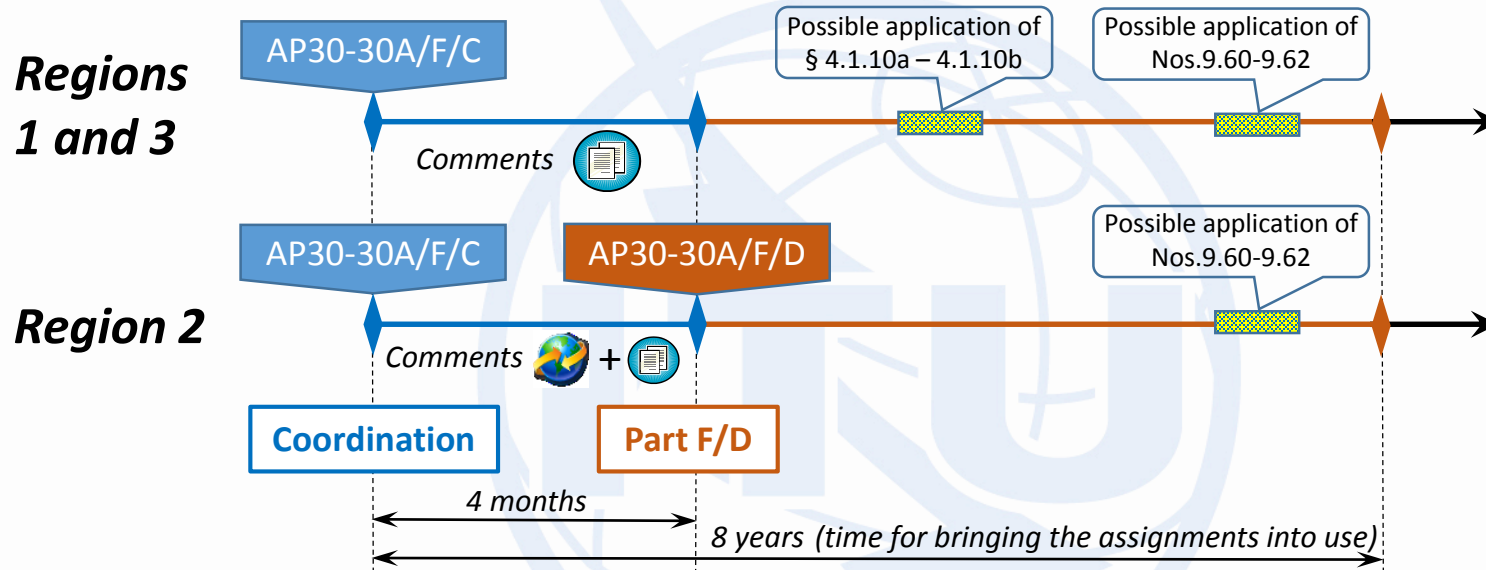 Regions
1 and 3
AP30-30A/F/C
Possible application of
§ 4.1.10a – 4.1.10b
Possible application of
Nos.9.60-9.62
Comments
Region 2
AP30-30A/F/C
AP30-30A/F/D
Possible application of
Nos.9.60-9.62
Comments + 
Coordination
Part F/D
4 months
8 years (time for bringing the assignments into use)
ITU